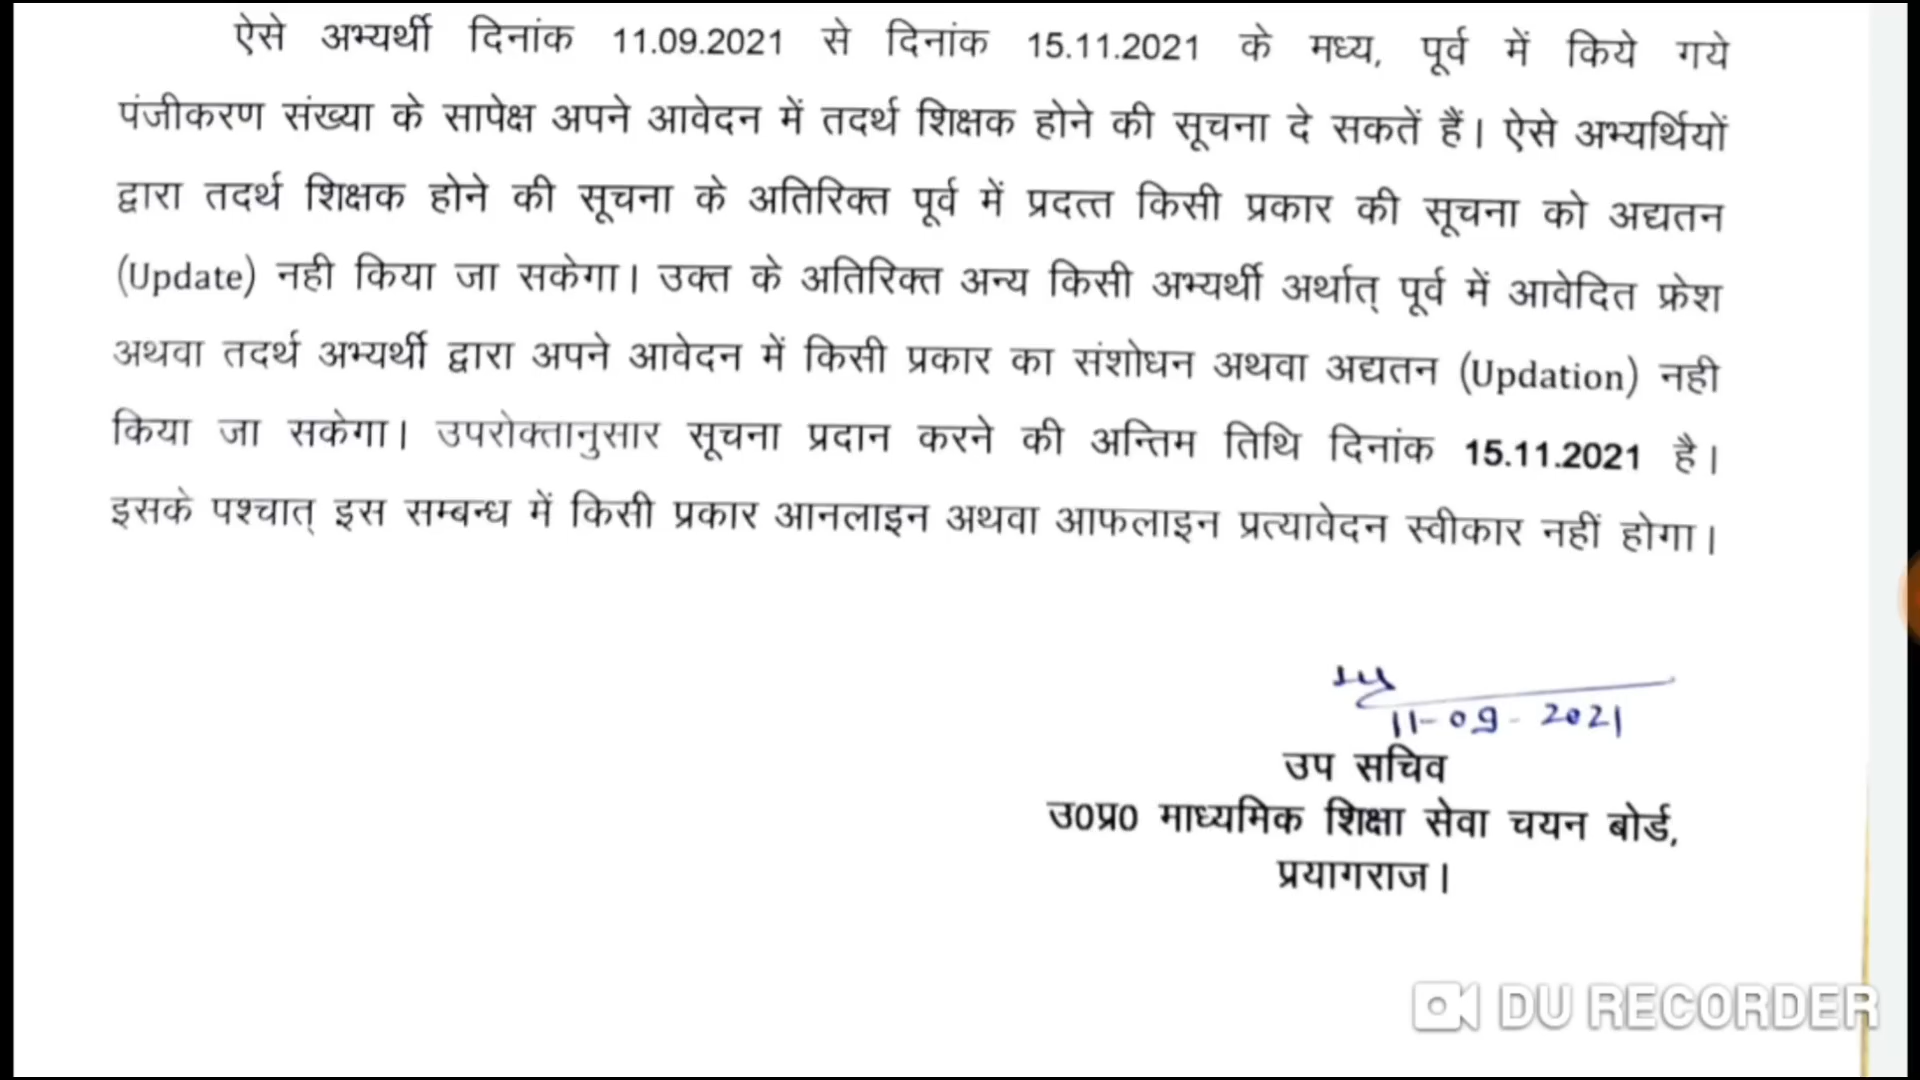 ऐसे अभ्यर्थी दिनांक 11.09.2021 से दिनांक 15.11.2021 के मध्य, पूर्व में किये गये
पंजीकरण संख्या के सापेक्ष अपने आवेदन में तदर्थ शिक्षक होने की सूचना दे सकतें हैं। ऐसे अभ्यर्थियों
द्वारा तदर्थ शिक्षक होने की सूचना के अतिरिक्त पूर्व में प्रदत्त किसी प्रकार की सूचना को अद्यतन
(Update) नही किया जा सकेगा। उक्त के अतिरिक्त अन्य किसी अभ्यर्थी अर्थात् पूर्व में आवेदित फ्रेश
अथवा तदर्थ अभ्यर्थी द्वारा अपने आवेदन में किसी प्रकार का संशोधन अथवा अद्यतन (Updation) नही
किया जा सकेगा। उपरोक्तानुसार सूचना प्रदान करने की अन्तिम तिथि दिनांक 15.11.2021 है।
इसके पश्चात् इस सम्बन्ध में किसी प्रकार आनलाइन अथवा आफलाइन प्रत्यावेदन स्वीकार नहीं होगा।
11-09-2021
उप सचिव
उ0प्र0 माध्यमिक शिक्षा सेवा चयन बोर्ड,
प्रयागराज।
DU RECORDER